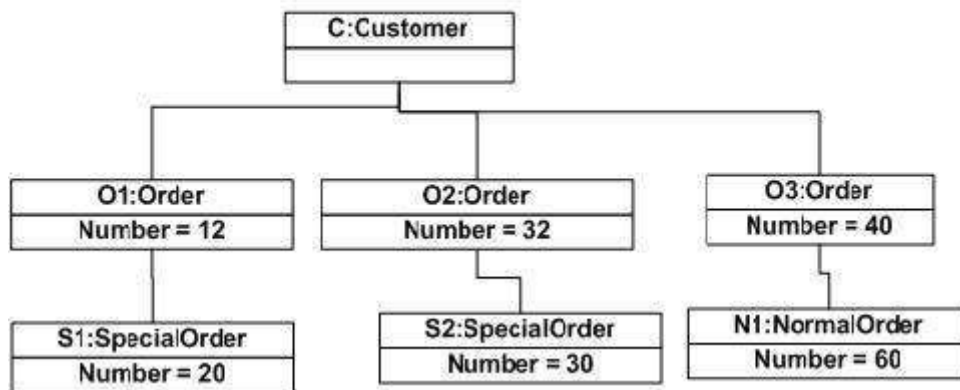 C:Customer
O1:Order
Number = 12
O2:Order
Number = 32
O3:Order
Number = 40
S1:SpecialOrder
Number = 20
S2:SpecialOrder
Number = 30
N1:NormalOrder
Number = 60